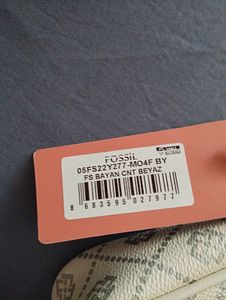 FOSSIL
05FS22Y277-MO4F BY
FS BAYAN CNT BEYAZ
8 683595 027977